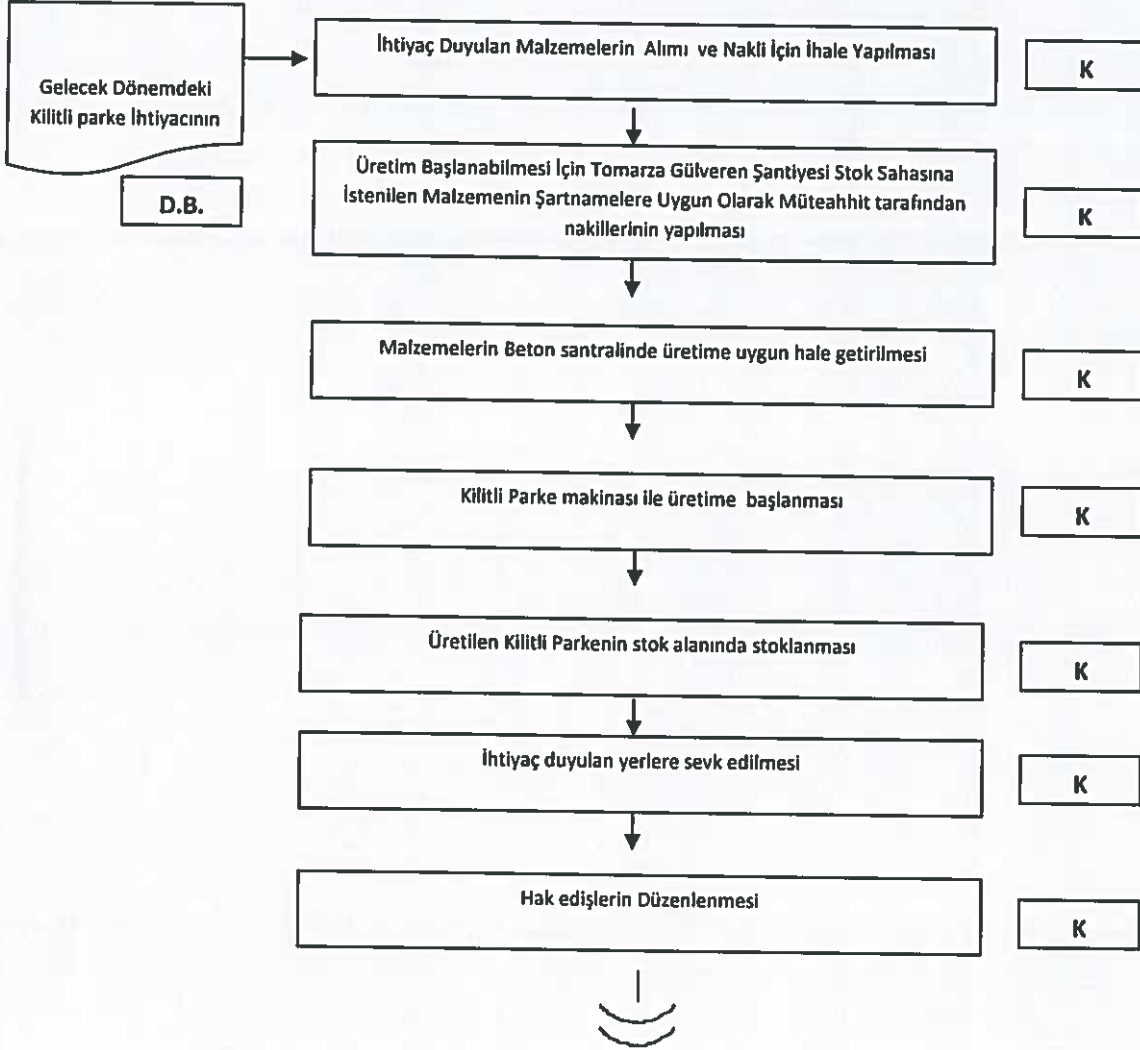 Gelecek Dönemdeki
Kilitli parke İhtiyacının
D.B.
İhtiyaç Duyulan Malzemelerin Alımı ve Nakli İçin İhale Yapılması
K
Üretim Başlanabilmesi İçin Tomarza Gülveren Şantiyesi Stok Sahasına
İstenilen Malzemenin Şartnamelere Uygun Olarak Müteahhit tarafından
nakillerinin yapılması
K
Malzemelerin Beton santralinde üretime uygun hale getirilmesi
K
Kilitli Parke makinası ile üretime başlanması
K
Üretilen Kilitli Parkenin stok alanında stoklanması
K
İhtiyaç duyulan yerlere sevk edilmesi
K
Hak edişlerin Düzenlenmesi
K